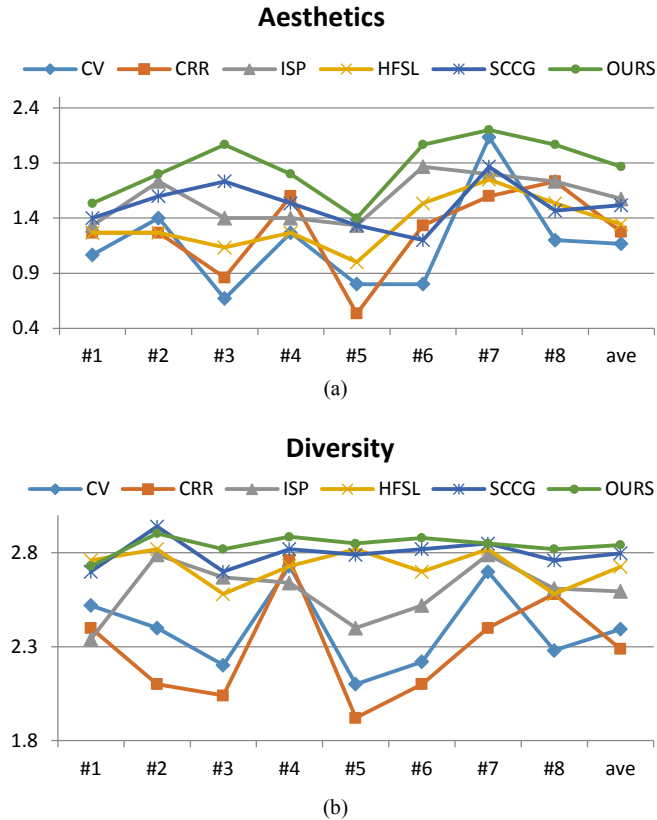 Aesthetics
CV CRR ISP HFSL SCCG OURS
2.4
1.9
1.4
0.9
0.4
#1 #2 #3 #4 #5 #6 #7 #8 ave
(a)
Diversity
CV CRR ISP HFSL SCCG OURS
2.8
2.3
1.8
#1 #2 #3 #4 #5 #6 #7 #8 ave
(b)